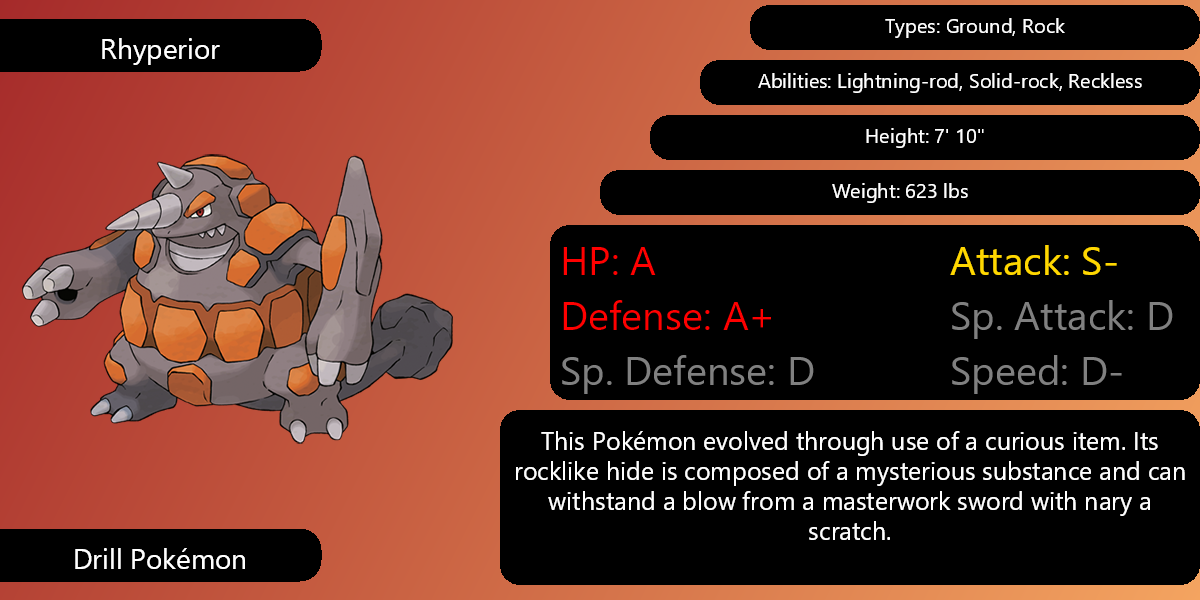 Rhyperior
Types: Ground, Rock
Abilities: Lightning-rod, Solid-rock, Reckless
Height: 7' 10"
Weight: 623 lbs
HP: A
Attack: S-
Defense: A+
Sp. Attack: D
Sp. Defense: D
Speed: D-
This Pokémon evolved through use of a curious item. Its
rocklike hide is composed of a mysterious substance and can
withstand a blow from a masterwork sword with nary a
scratch.
Drill Pokémon